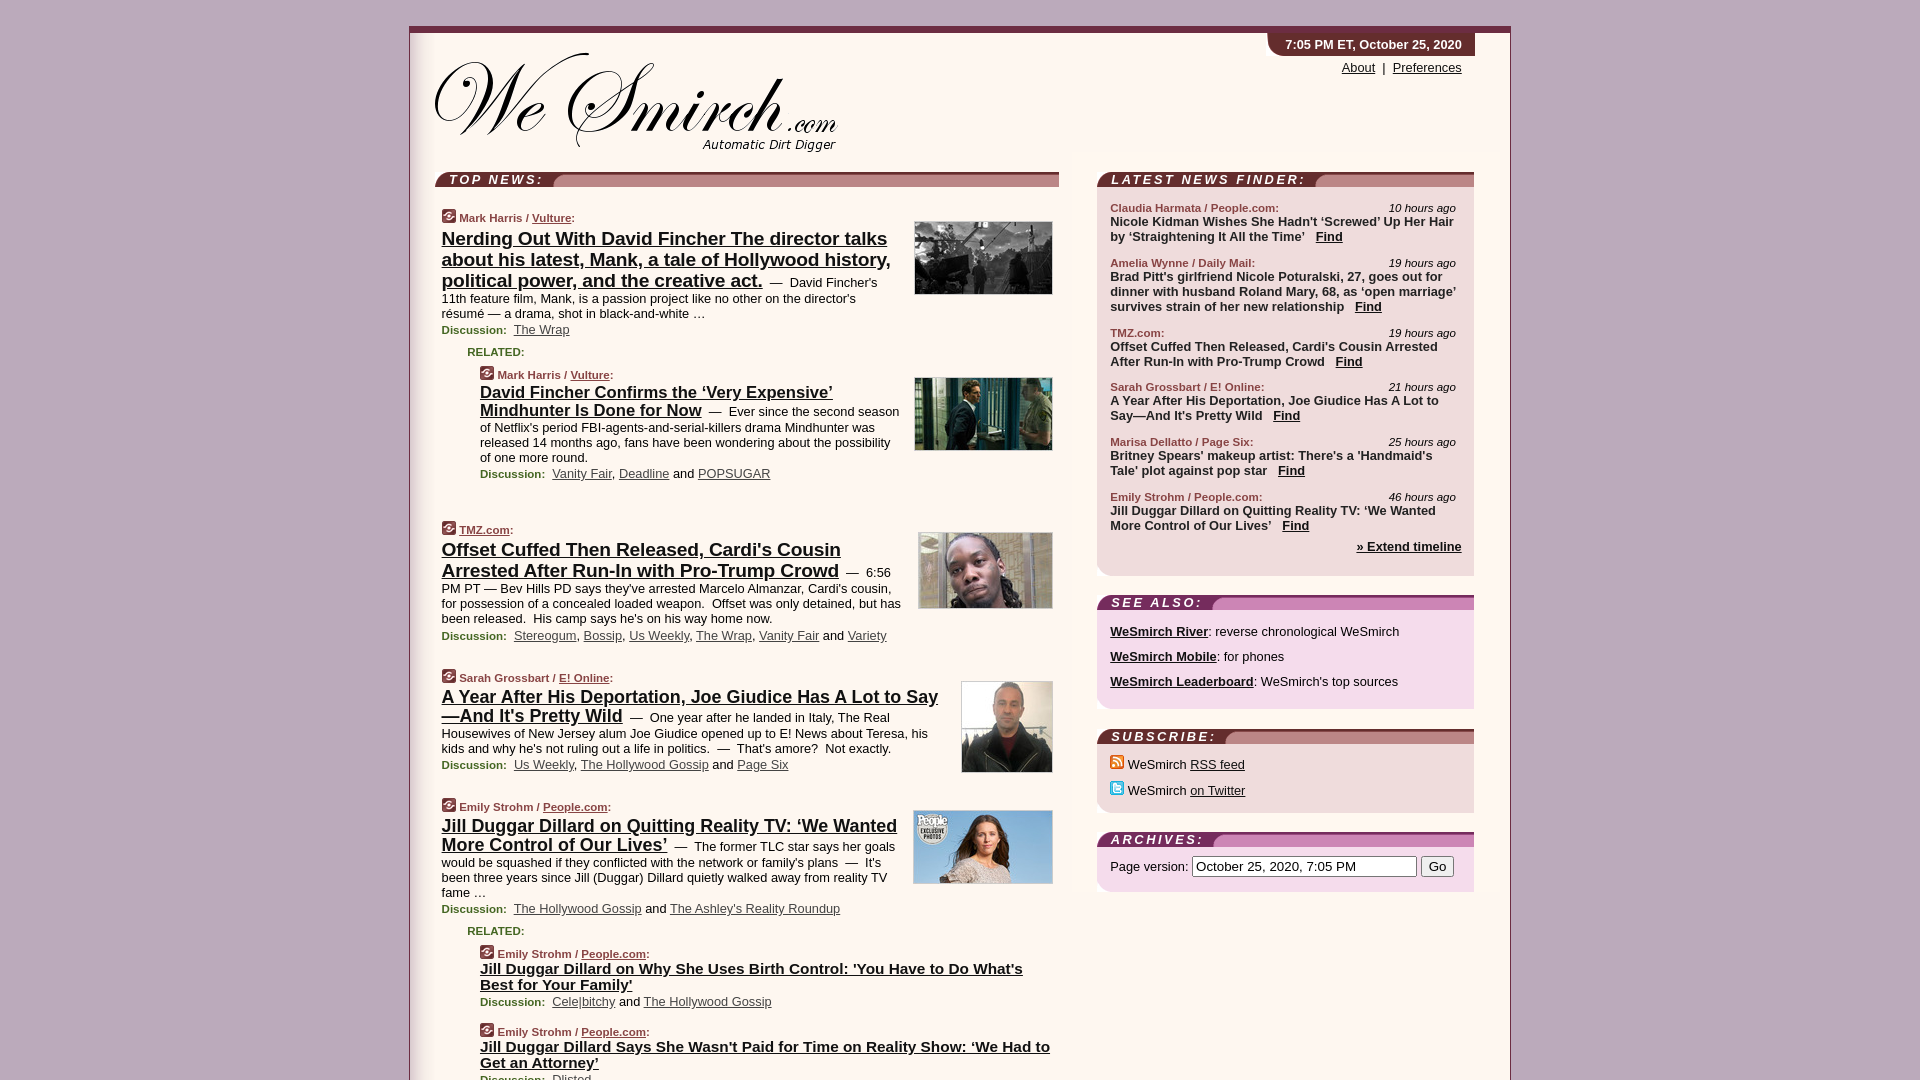 7:05 PM ET, October 25, 2020
About | Preferences
We Smirch.com
Automatic Dirt Digger
TOP NEWS:
Mark Harris / Vulture:
Nerding Out With David Fincher The director talks
about his latest, Mank, a tale of Hollywood history,
political power, and the creative act. — David Fincher's
11th feature film, Mank, is a passion project like no other on the director's
résumé — a drama, shot in black-and-white …
Discussion: The Wrap
RELATED:
Mark Harris / Vulture:
David Fincher Confirms the ‘Very Expensive’
Mindhunter Is Done for Now — Ever since the second season
of Netflix's period FBI-agents-and-serial-killers drama Mindhunter was
released 14 months ago, fans have been wondering about the possibility
of one more round.
Discussion: Vanity Fair, Deadline and POPSUGAR
TMZ.com:
Offset Cuffed Then Released, Cardi's Cousin
Arrested After Run-In with Pro-Trump Crowd — 6:56
PM PT — Bev Hills PD says they've arrested Marcelo Almanzar, Cardi's cousin,
for possession of a concealed loaded weapon. Offset was only detained, but has
been released. His camp says he's on his way home now.
Discussion: Stereogum, Bossip, Us Weekly, The Wrap, Vanity Fair and Variety
Sarah Grossbart / E! Online:
A Year After His Deportation, Joe Giudice Has A Lot to Say
—And It's Pretty Wild — One year after he landed in Italy, The Real
Housewives of New Jersey alum Joe Giudice opened up to E! News about Teresa, his
kids and why he's not ruling out a life in politics. — That's amore? Not exactly.
Discussion: Us Weekly, The Hollywood Gossip and Page Six
Emily Strohm / People.com:
Jill Duggar Dillard on Quitting Reality TV: ‘We Wanted
More Control of Our Lives’ — The former TLC star says her goals
would be squashed if they conflicted with the network or family's plans — It's
been three years since Jill (Duggar) Dillard quietly walked away from reality TV
fame …
People
EXCLUSIVE
PHOTOS
Discussion: The Hollywood Gossip and The Ashley's Reality Roundup
RELATED:
Emily Strohm / People.com:
Jill Duggar Dillard on Why She Uses Birth Control: 'You Have to Do What's
Best for Your Family'
Discussion: Cele|bitchy and The Hollywood Gossip
Emily Strohm / People.com:
Jill Duggar Dillard Says She Wasn't Paid for Time on Reality Show: ‘We Had to
Get an Attorney’
Discussion: Dlisted
LATEST NEWS FINDER:
Claudia Harmata / People.com: 10 hours ago
Nicole Kidman Wishes She Hadn't ‘Screwed’ Up Her Hair
by ‘Straightening It All the Time’ Find
Amelia Wynne / Daily Mail: 19 hours ago
Brad Pitt's girlfriend Nicole Poturalski, 27, goes out for
dinner with husband Roland Mary, 68, as ‘open marriage’
survives strain of her new relationship Find
TMZ.com: 19 hours ago
Offset Cuffed Then Released, Cardi's Cousin Arrested
After Run-In with Pro-Trump Crowd Find
Sarah Grossbart / E! Online: 21 hours ago
A Year After His Deportation, Joe Giudice Has A Lot to
Say—And It's Pretty Wild Find
Marisa Dellatto / Page Six: 25 hours ago
Britney Spears' makeup artist: There's a 'Handmaid's
Tale' plot against pop star Find
Emily Strohm / People.com: 46 hours ago
Jill Duggar Dillard on Quitting Reality TV: ‘We Wanted
More Control of Our Lives’ Find
» Extend timeline
SEE ALSO:
WeSmirch River: reverse chronological WeSmirch
WeSmirch Mobile: for phones
WeSmirch Leaderboard: WeSmirch's top sources
SUBSCRIBE:
WeSmirch RSS feed
WeSmirch on Twitter
ARCHIVES:
Page version: October 25, 2020, 7:05 PM Go